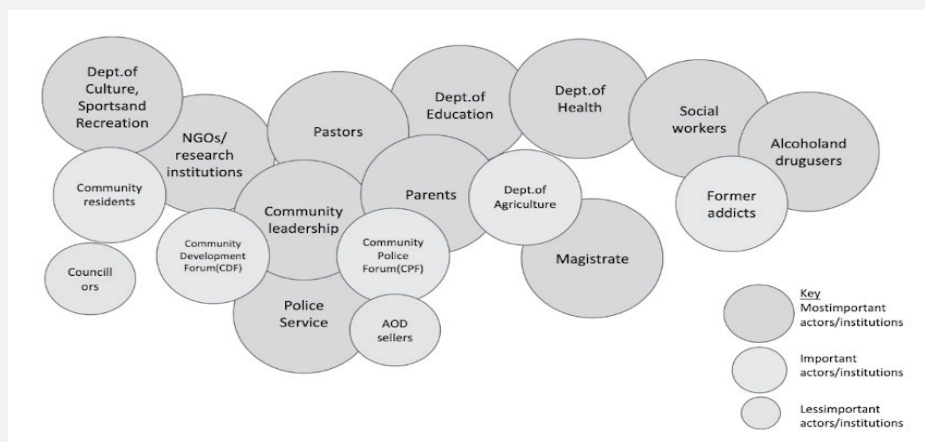 Dept.of
Culture,
Sportsand
Recreation
NGOs/
research
institutions
Pastors
Dept.of
Education
Dept.of
Health
Social
workers
Alcoholand
drugusers
Community
residents
Community
leadership
Parents
Dept.of
Agriculture
Former
addicts
Councill
ors
Community
Development
Forum(CDF)
Community
Police
Forum(CPF)
Magistrate
Police
Service
AOD
sellers
Key
Mostimportant
actors/institutions
Important
actors/institutions
Lessimportant
actors/institutions